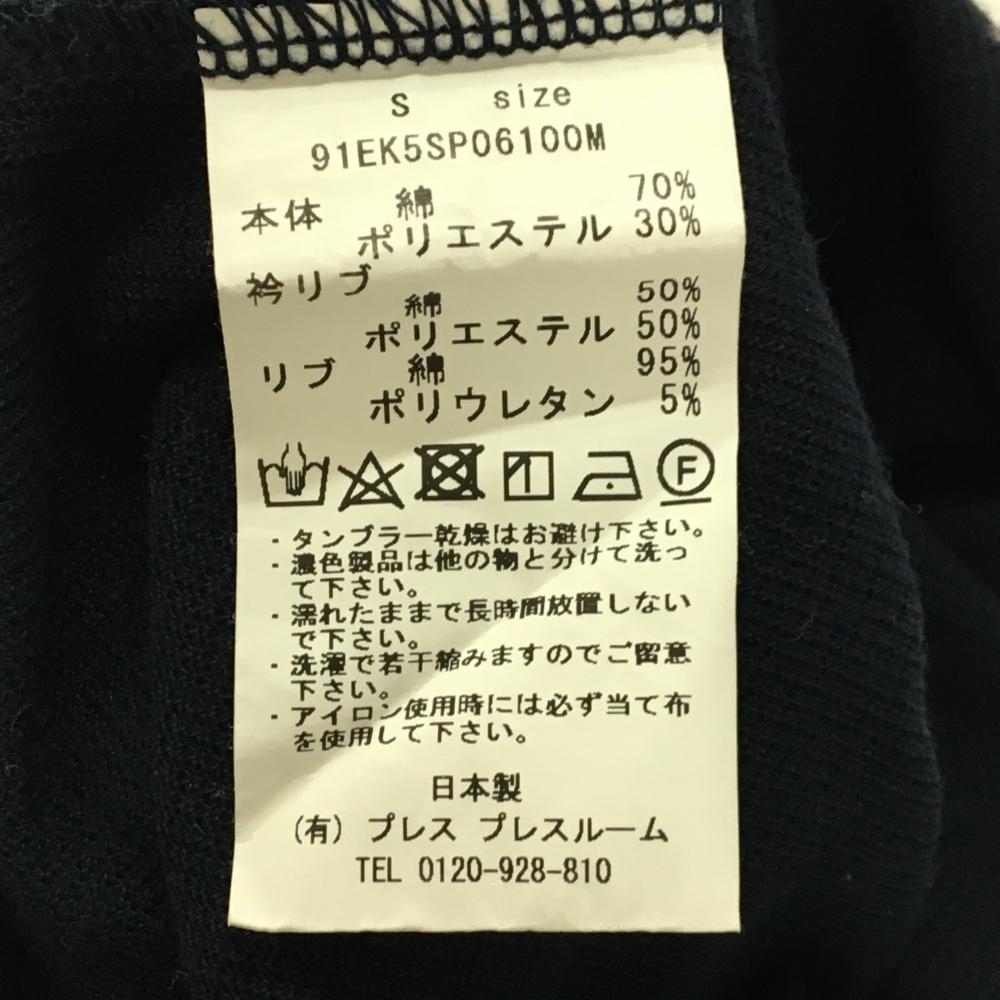 S size
91EK5SP06100M
本体 綿 70%
ポリエステル 30%
衿リブ
綿 50%
ポリエステル 50%
リブ 綿 95%
ポリウレタン 5%
F
・タンブラー乾燥はお避け下さい。
・濃色製品は他の物と分けて洗っ
て下さい。
・濡れたままで長時間放置しない
で下さい。
・洗濯で若干縮みますのでご留意
下さい。
・アイロン使用時には必ず当て布
を使用して下さい。
日本製
(有) プレス プレスルーム
TEL 0120-928-810